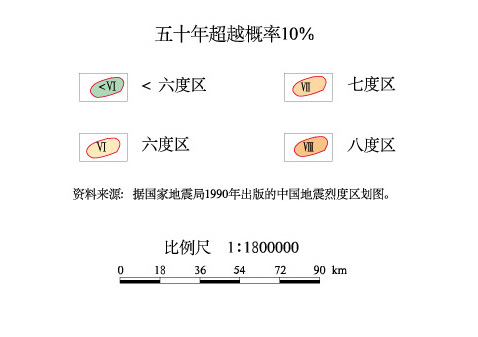 五十年超越概率10%
<VI < 六度区 VII 七度区
VI 六度区 VIII 八度区
资料来源: 据国家地震局1990年出版的中国地震烈度区划图。
比例尺 1:1800000
0 18 36 54 72 90 km